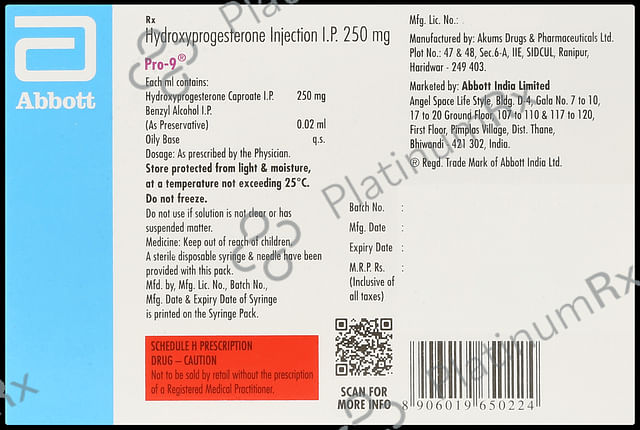 Abbott
Rx
Hydroxyprogesterone Injection I.P. 250 mg
Pro-9®
Each ml contains:
Hydroxyprogesterone Caproate I.P. 250 mg
Benzyl Alcohol I.P.
(As Preservative) 0.02 ml
Oily Base q.s.
Dosage: As prescribed by the Physician.
Store protected from light & moisture,
at a temperature not exceeding 25°C.
Do not freeze.
Do not use if solution is not clear or has
suspended matter.
Medicine: Keep out of reach of children.
A sterile disposable syringe & needle have been
provided with this pack.
Mfd. by, Mfg. Lic. No., Batch No.,
Mfg. Date & Expiry Date of Syringe
is printed on the Syringe Pack.
SCHEDULE H PRESCRIPTION
DRUG – CAUTION
Not to be sold by retail without the prescription
of a Registered Medical Practitioner.
Mfg. Lic. No.:
Manufactured by: Akums Drugs & Pharmaceuticals Ltd.
Plot No.: 47 & 48, Sec.6-A, IIE, SIDCUL, Ranipur,
Haridwar - 249 403.
Marketed by: Abbott India Limited
Angel Space Life Style, Bldg. D 4, Gala No. 7 to 10,
17 to 20 Ground Floor, 107 to 110 & 117 to 120,
First Floor, Pimplas Village, Dist. Thane,
Bhiwandi - 421 302, India.
® Regd. Trade Mark of Abbott India Ltd.
Batch No. :
Mfg. Date :
Expiry Date :
M.R.P. Rs. :
(Inclusive of
all taxes)
SCAN FOR
MORE INFO
8 906019 650224
PlatinumRx
PlatinumRx
PlatinumRx
Rx